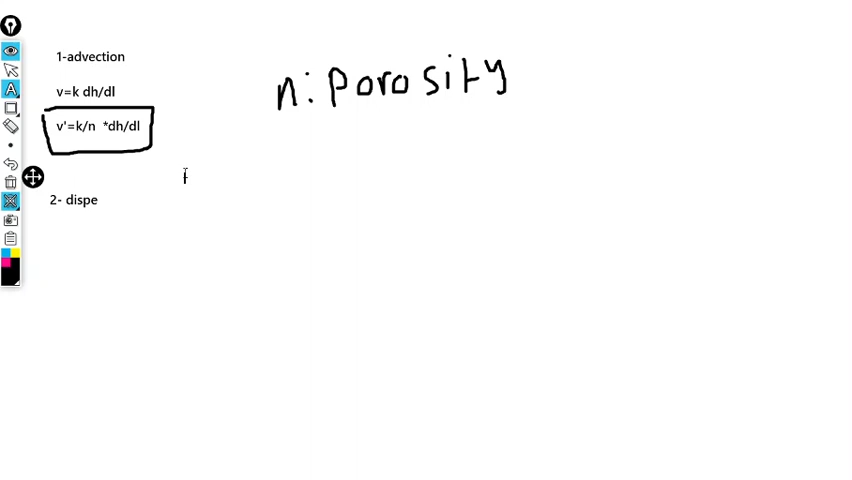 1-advection
n: Porosity
v=k dh/dl
v'=k/n *dh/dl
2- dispe